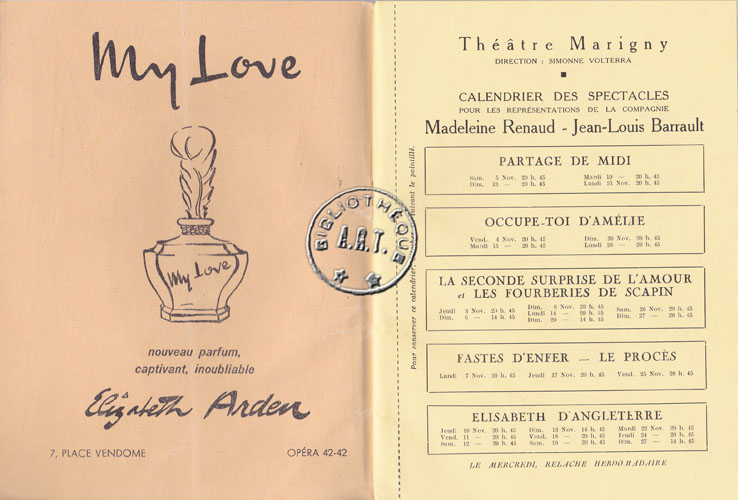 My Love
My Love
nouveau parfum,
captivant, inoubliable
Elizabeth Arden
7, PLACE VENDOME
OPÉRA 42-42
BIBLIOTHÈQUE
A.R.T.
Pour conserver ce calendrier, suivant le pointillé.
Théâtre Marigny
DIRECTION : SIMONNE VOLTERRA
CALENDRIER DES SPECTACLES
POUR LES REPRÉSENTATIONS DE LA COMPAGNIE
Madeleine Renaud - Jean-Louis Barrault
PARTAGE DE MIDI
Sam. 5 Nov. 20 h. 45 Mardi 19 — 20 h. 45
Dim. 13 — 20 h. 45 Lundi 21 Nov. 20 h. 45
OCCUPE-TOI D'AMÉLIE
Vend. 4 Nov. 20 h. 45 Dim. 20 Nov. 20 h. 45
Mardi 15 — 20 h. 45 Lundi 28 — 20 h. 45
LA SECONDE SURPRISE DE L'AMOUR
et LES FOURBERIES DE SCAPIN
Jeudi 3 Nov. 20 h. 45 Dim. 6 Nov. 20 h. 45 Sam. 26 Nov. 20 h. 45
Dim. 6 — 14 h. 45 Lundi 14 — 20 h. 45 Dim. 27 — 20 h. 45
Dim. 20 — 14 h. 45
FASTES D'ENFER — LE PROCÈS
Lundi 7 Nov. 20 h. 45 Jeudi 17 Nov. 20 h. 45 Vend. 25 Nov. 20 h. 45
ELISABETH D'ANGLETERRE
Jeudi 10 Nov. 20 h. 45 Dim. 13 Nov. 14 h. 45 Mardi 22 Nov. 20 h. 45
Vend. 11 — 20 h. 45 Vend. 18 — 20 h. 45 Jeudi 24 — 20 h. 45
Sam. 12 — 20 h. 45 Sam. 19 — 20 h. 45 Dim. 27 — 14 h. 45
LE MERCREDI, RELACHE HEBDOMADAIRE